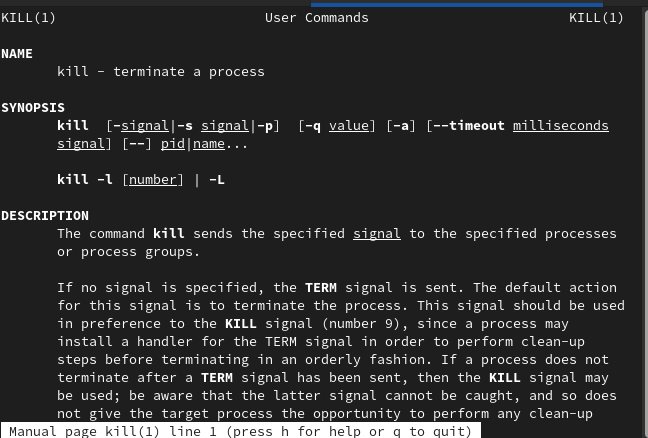 KILL(1) User Commands KILL(1)
NAME
kill - terminate a process
SYNOPSIS
kill [-signal|-s signal|-p] [-q value] [-a] [--timeout milliseconds
signal] [--] pid|name...
kill -l [number] | -L
DESCRIPTION
The command kill sends the specified signal to the specified processes
or process groups.
If no signal is specified, the TERM signal is sent. The default action
for this signal is to terminate the process. This signal should be used
in preference to the KILL signal (number 9), since a process may
install a handler for the TERM signal in order to perform clean-up
steps before terminating in an orderly fashion. If a process does not
terminate after a TERM signal has been sent, then the KILL signal may
be used; be aware that the latter signal cannot be caught, and so does
not give the target process the opportunity to perform any clean-up
Manual page kill(1) line 1 (press h for help or q to quit)